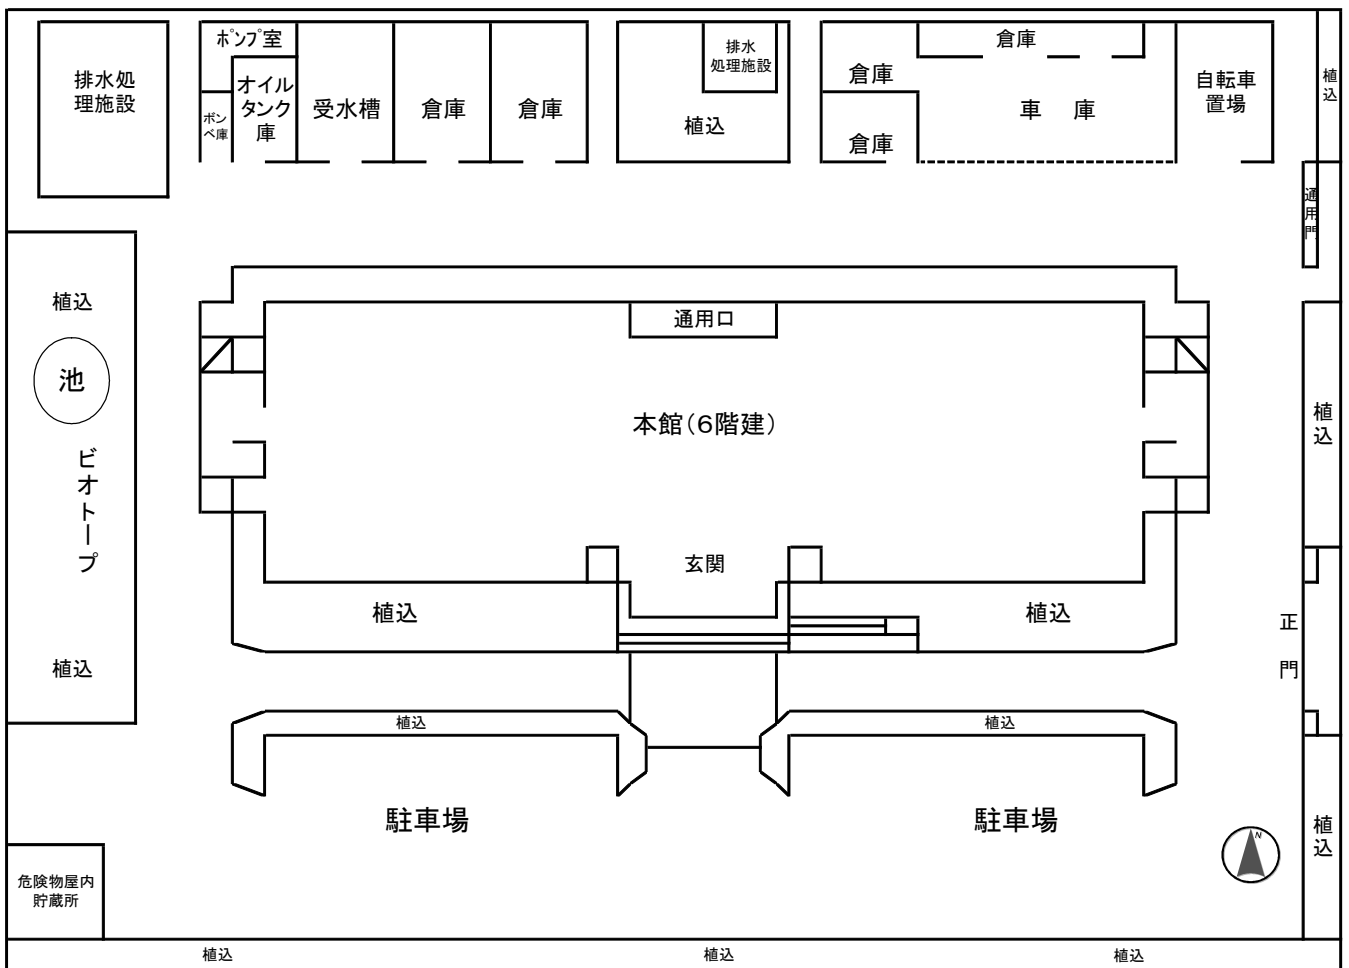 ポンプ室
排水処
理施設
オイル
タンク
庫
ボン
ベ庫
受水槽
倉庫
倉庫
排水
処理施設
植込
倉庫
倉庫
倉庫
車 庫
自転車
置場
植
込
通
用
門
植込
池
ビオトープ
植込
通用口
本館(6階建)
玄関
植込
植込
植
込
正
門
植込
植込
駐車場
駐車場
N
植
込
危険物屋内
貯蔵所
植込
植込
植込